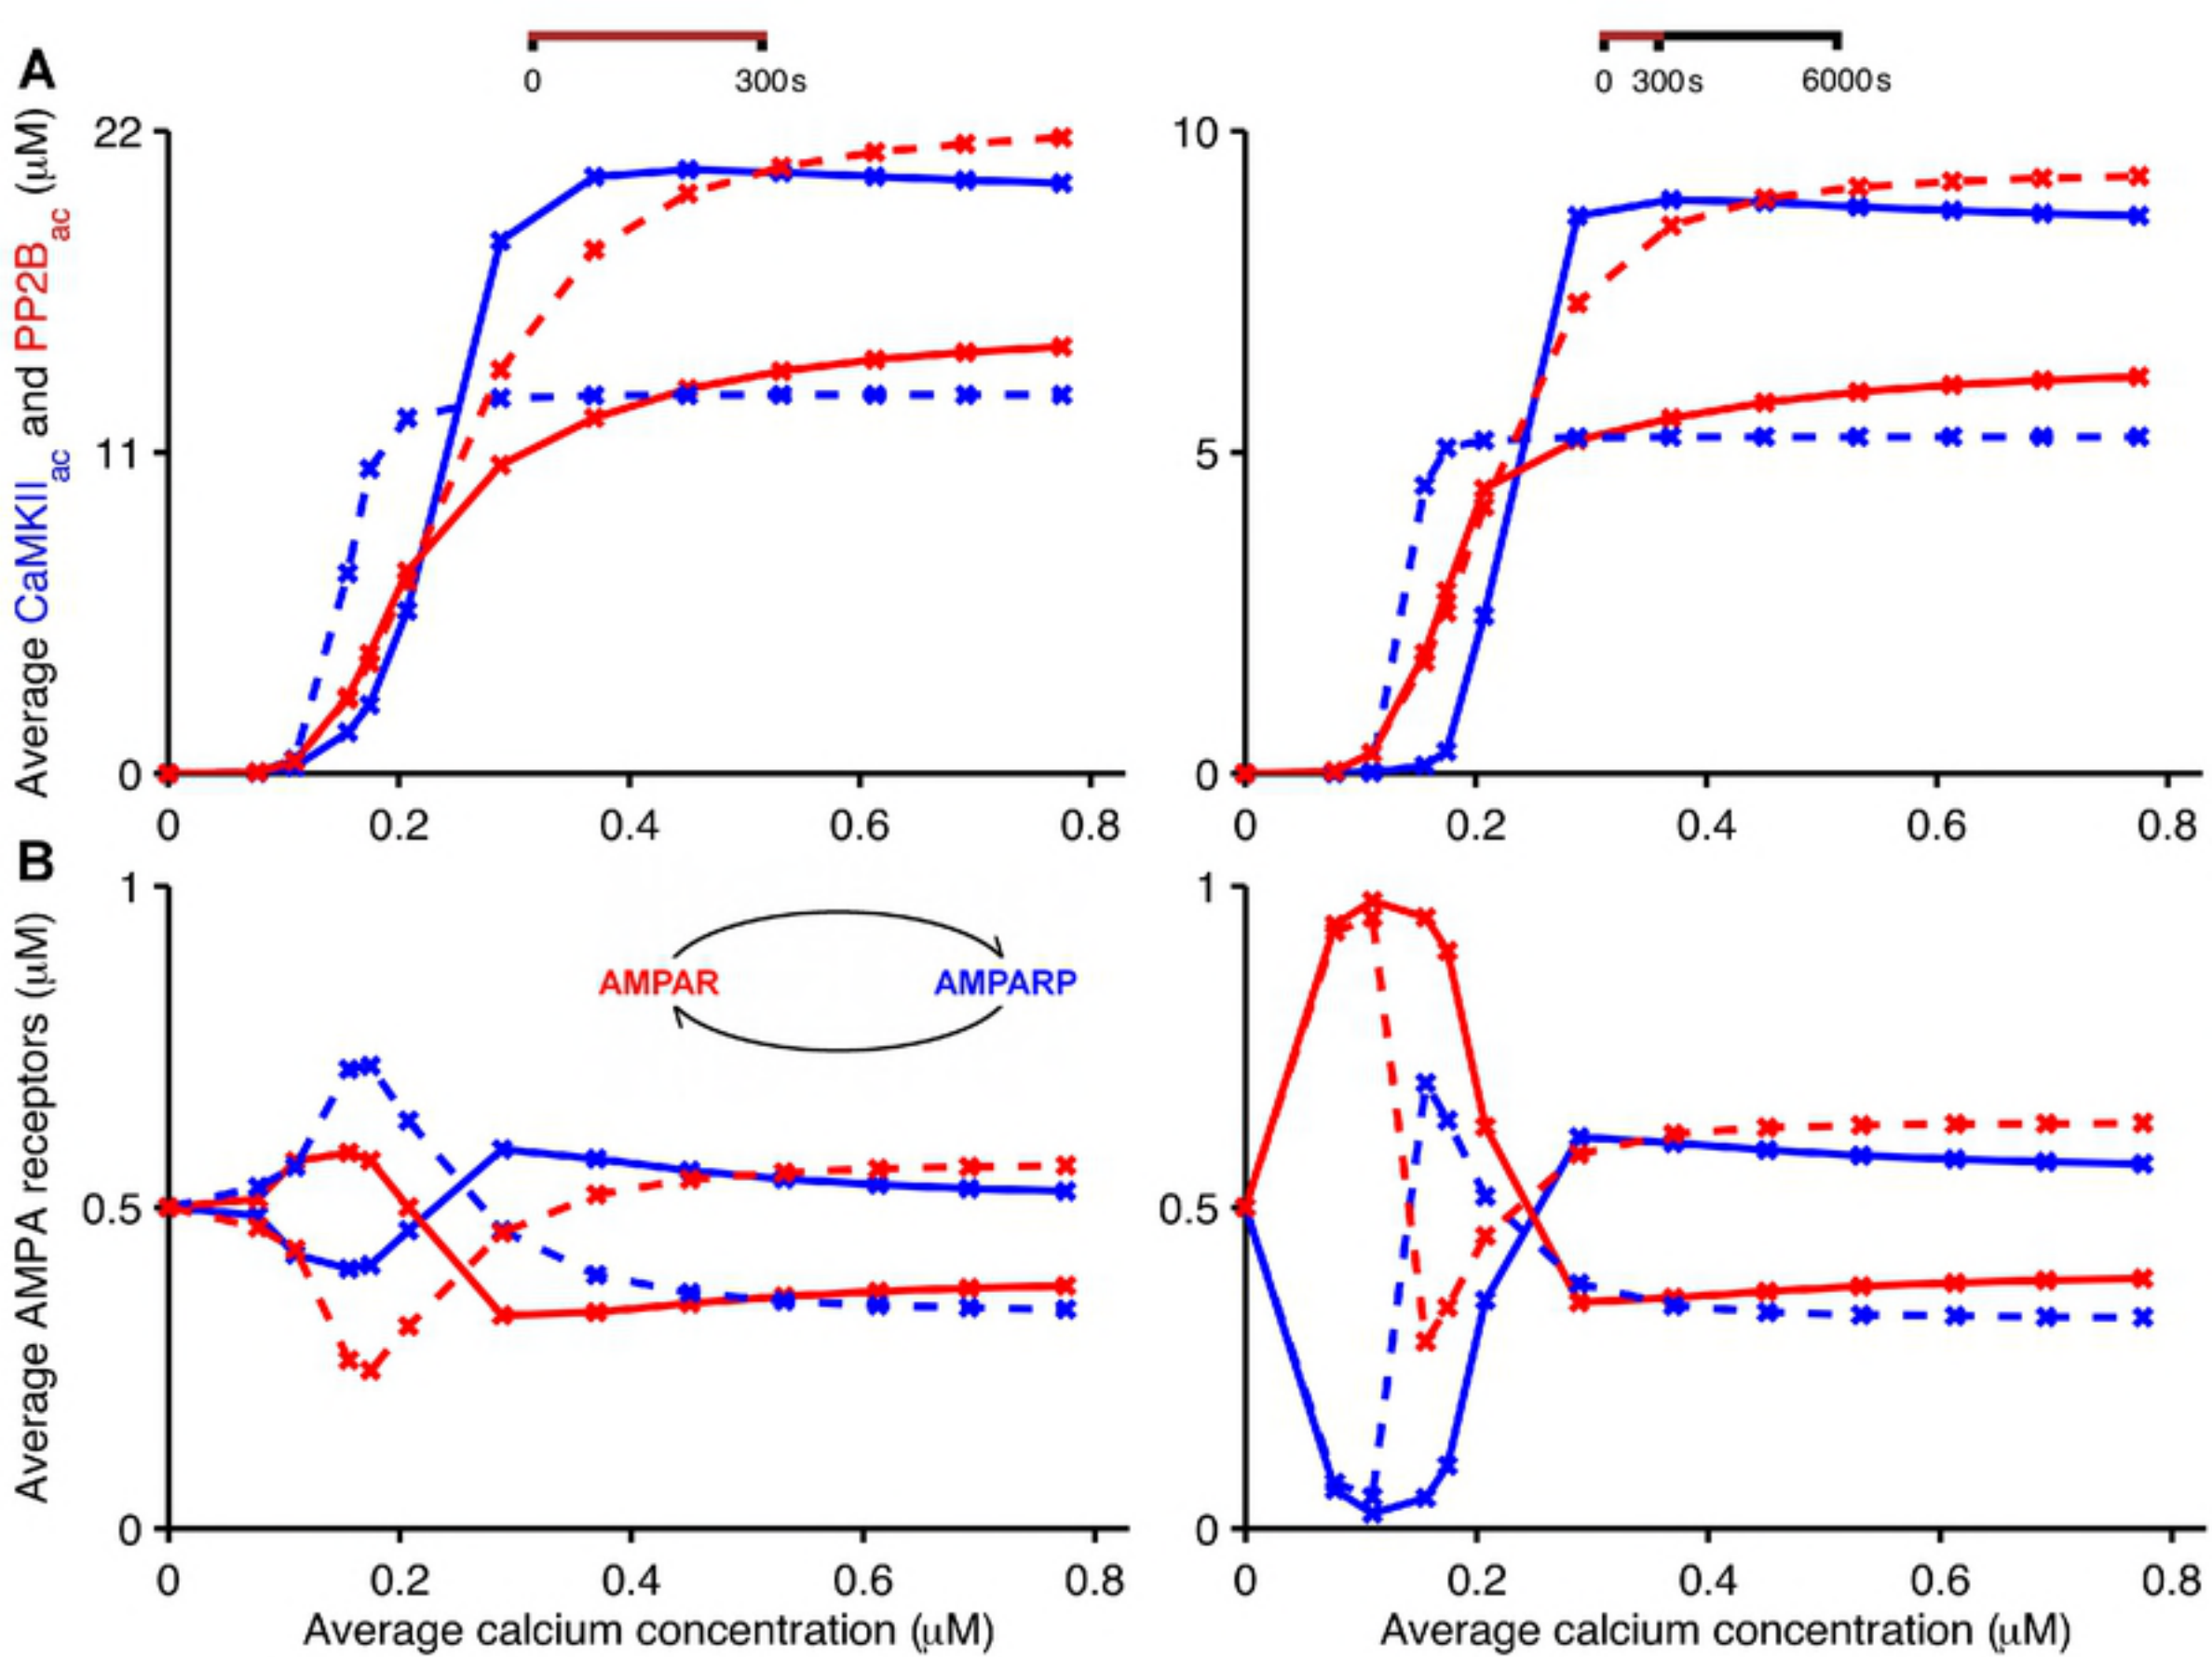 0 300s
0 300s 6000s
A
Average CaMKIIac and PP2Bac (μM)
22
11
0
0 0.2 0.4 0.6 0.8
10
5
0
0 0.2 0.4 0.6 0.8
B
Average AMPA receptors (μM)
1
0.5
0
AMPAR AMPARP
0 0.2 0.4 0.6 0.8
Average calcium concentration (μM)
1
0.5
0
0 0.2 0.4 0.6 0.8
Average calcium concentration (μM)